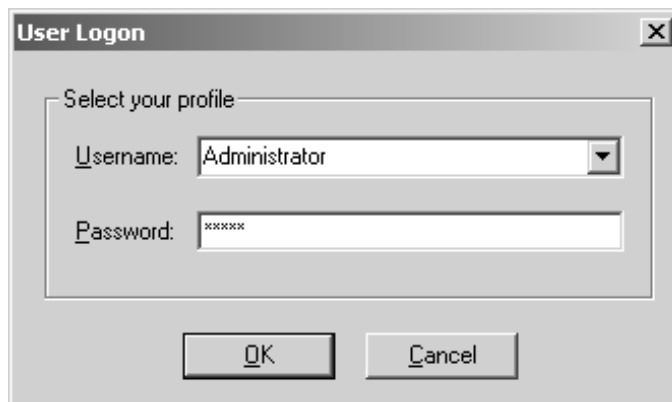 User Logon
Select your profile
Username: Administrator
Password: *****
OK Cancel